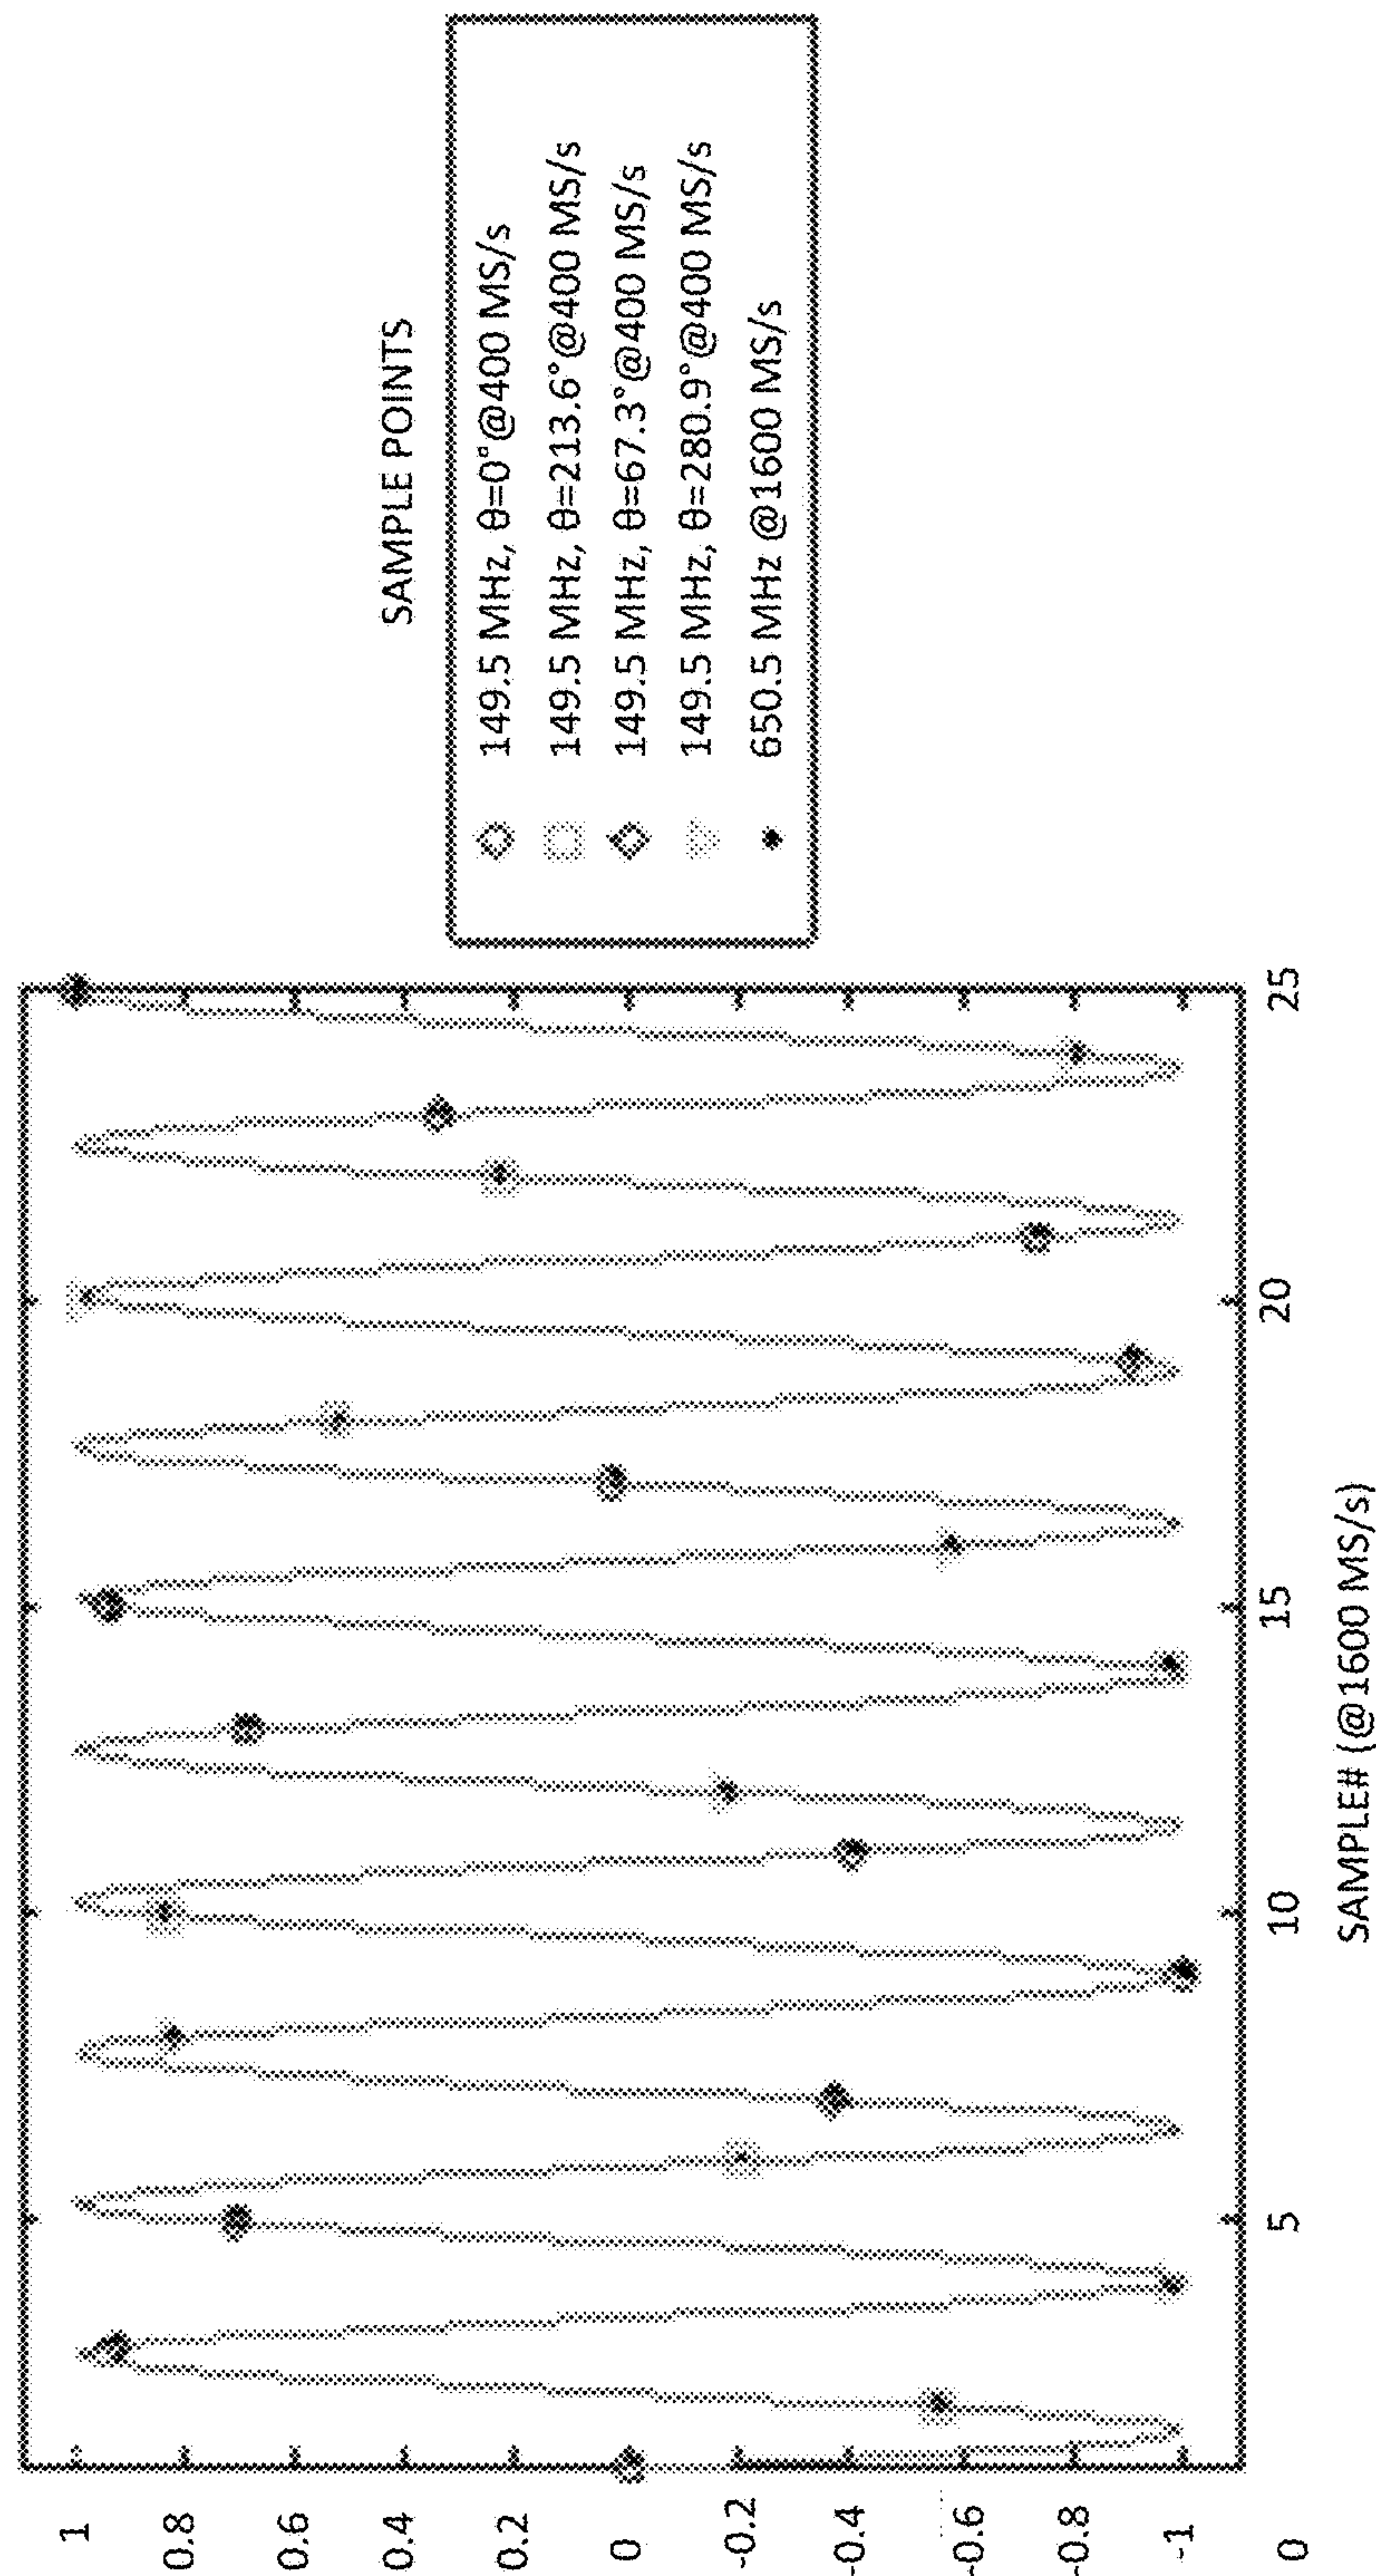 SAMPLE POINTS
149.5 MHz, θ=0°@400 MS/s
149.5 MHz, θ=213.6°@400 MS/s
149.5 MHz, θ=67.3°@400 MS/s
149.5 MHz, θ=280.9°@400 MS/s
650.5 MHz @1600 MS/s
1
0.8
0.6
0.4
0.2
0
-0.2
-0.4
-0.6
-0.8
-1
0
5
10
15
20
25
SAMPLE# (@1600 MS/s)